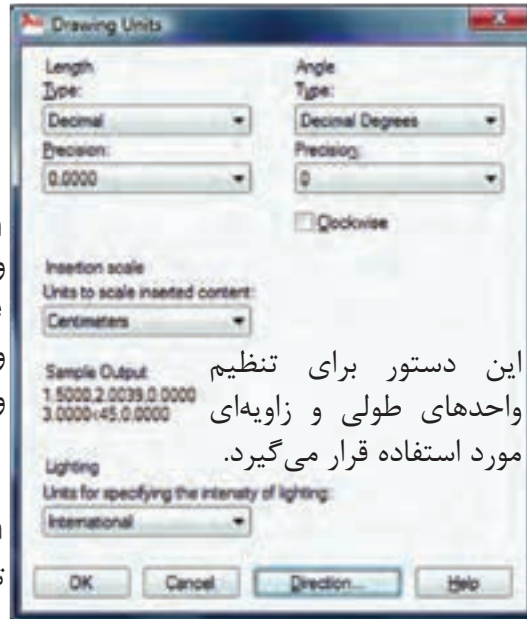 Drawing Units
Length
Type:
Decimal
Precision:
0.0000
Angle
Type:
Decimal Degrees
Precision:
0
Clockwise
Insertion scale
Units to scale inserted content:
Centimeters
Sample Output
1.5000,2.0039,0.0000
3.0000<45,0.0000
این دستور برای تنظیم
واحدهای طولی و زاویه‌ای
مورد استفاده قرار می‌گیرد.
Lighting
Units for specifying the intensity of lighting:
International
OK
Cancel
Direction...
Help